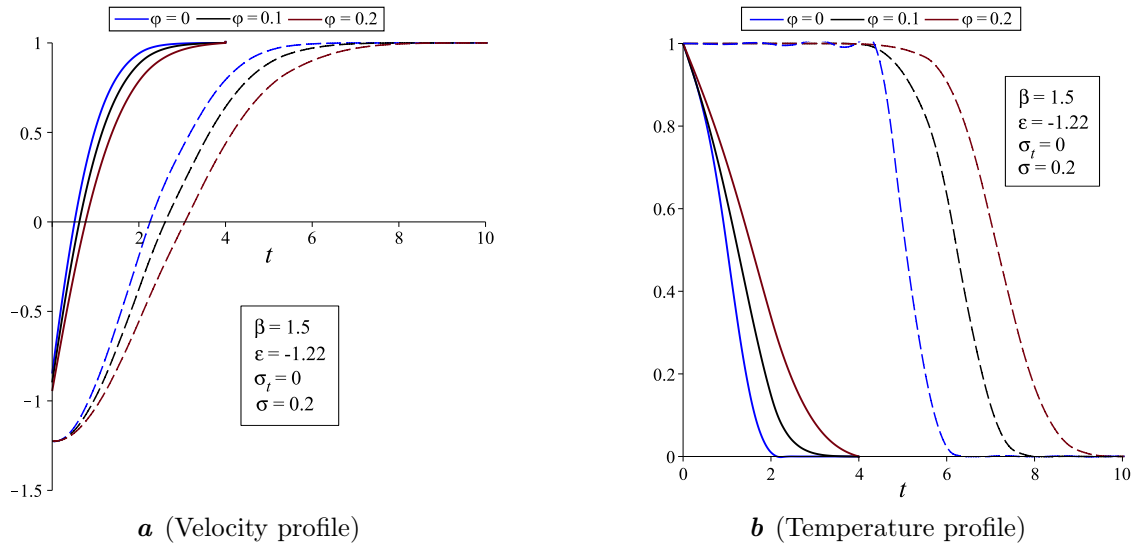 φ = 0 φ = 0.1 φ = 0.2
1
0.5
0
2 4 6 8 10
t
−0.5
−1
−1.5
β = 1.5
ε = -1.22
σt = 0
σ = 0.2
a (Velocity profile)
φ = 0 φ = 0.1 φ = 0.2
1
0.8
0.6
0.4
0.2
0
0 2 4 6 8 10
t
β = 1.5
ε = -1.22
σt = 0
σ = 0.2
b (Temperature profile)